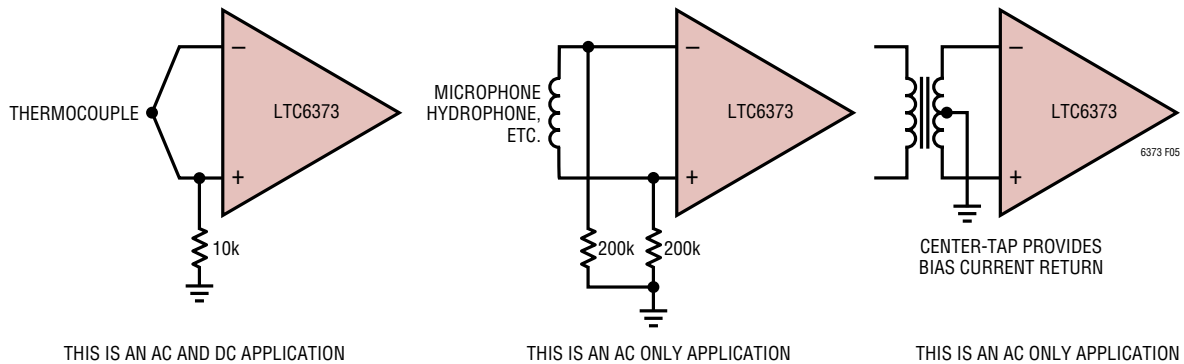 THERMOCOUPLE
−
LTC6373
+
10k
THIS IS AN AC AND DC APPLICATION
MICROPHONE
HYDROPHONE,
ETC.
−
LTC6373
+
200k
200k
THIS IS AN AC ONLY APPLICATION
−
LTC6373
+
6373 F05
CENTER-TAP PROVIDES
BIAS CURRENT RETURN
THIS IS AN AC ONLY APPLICATION